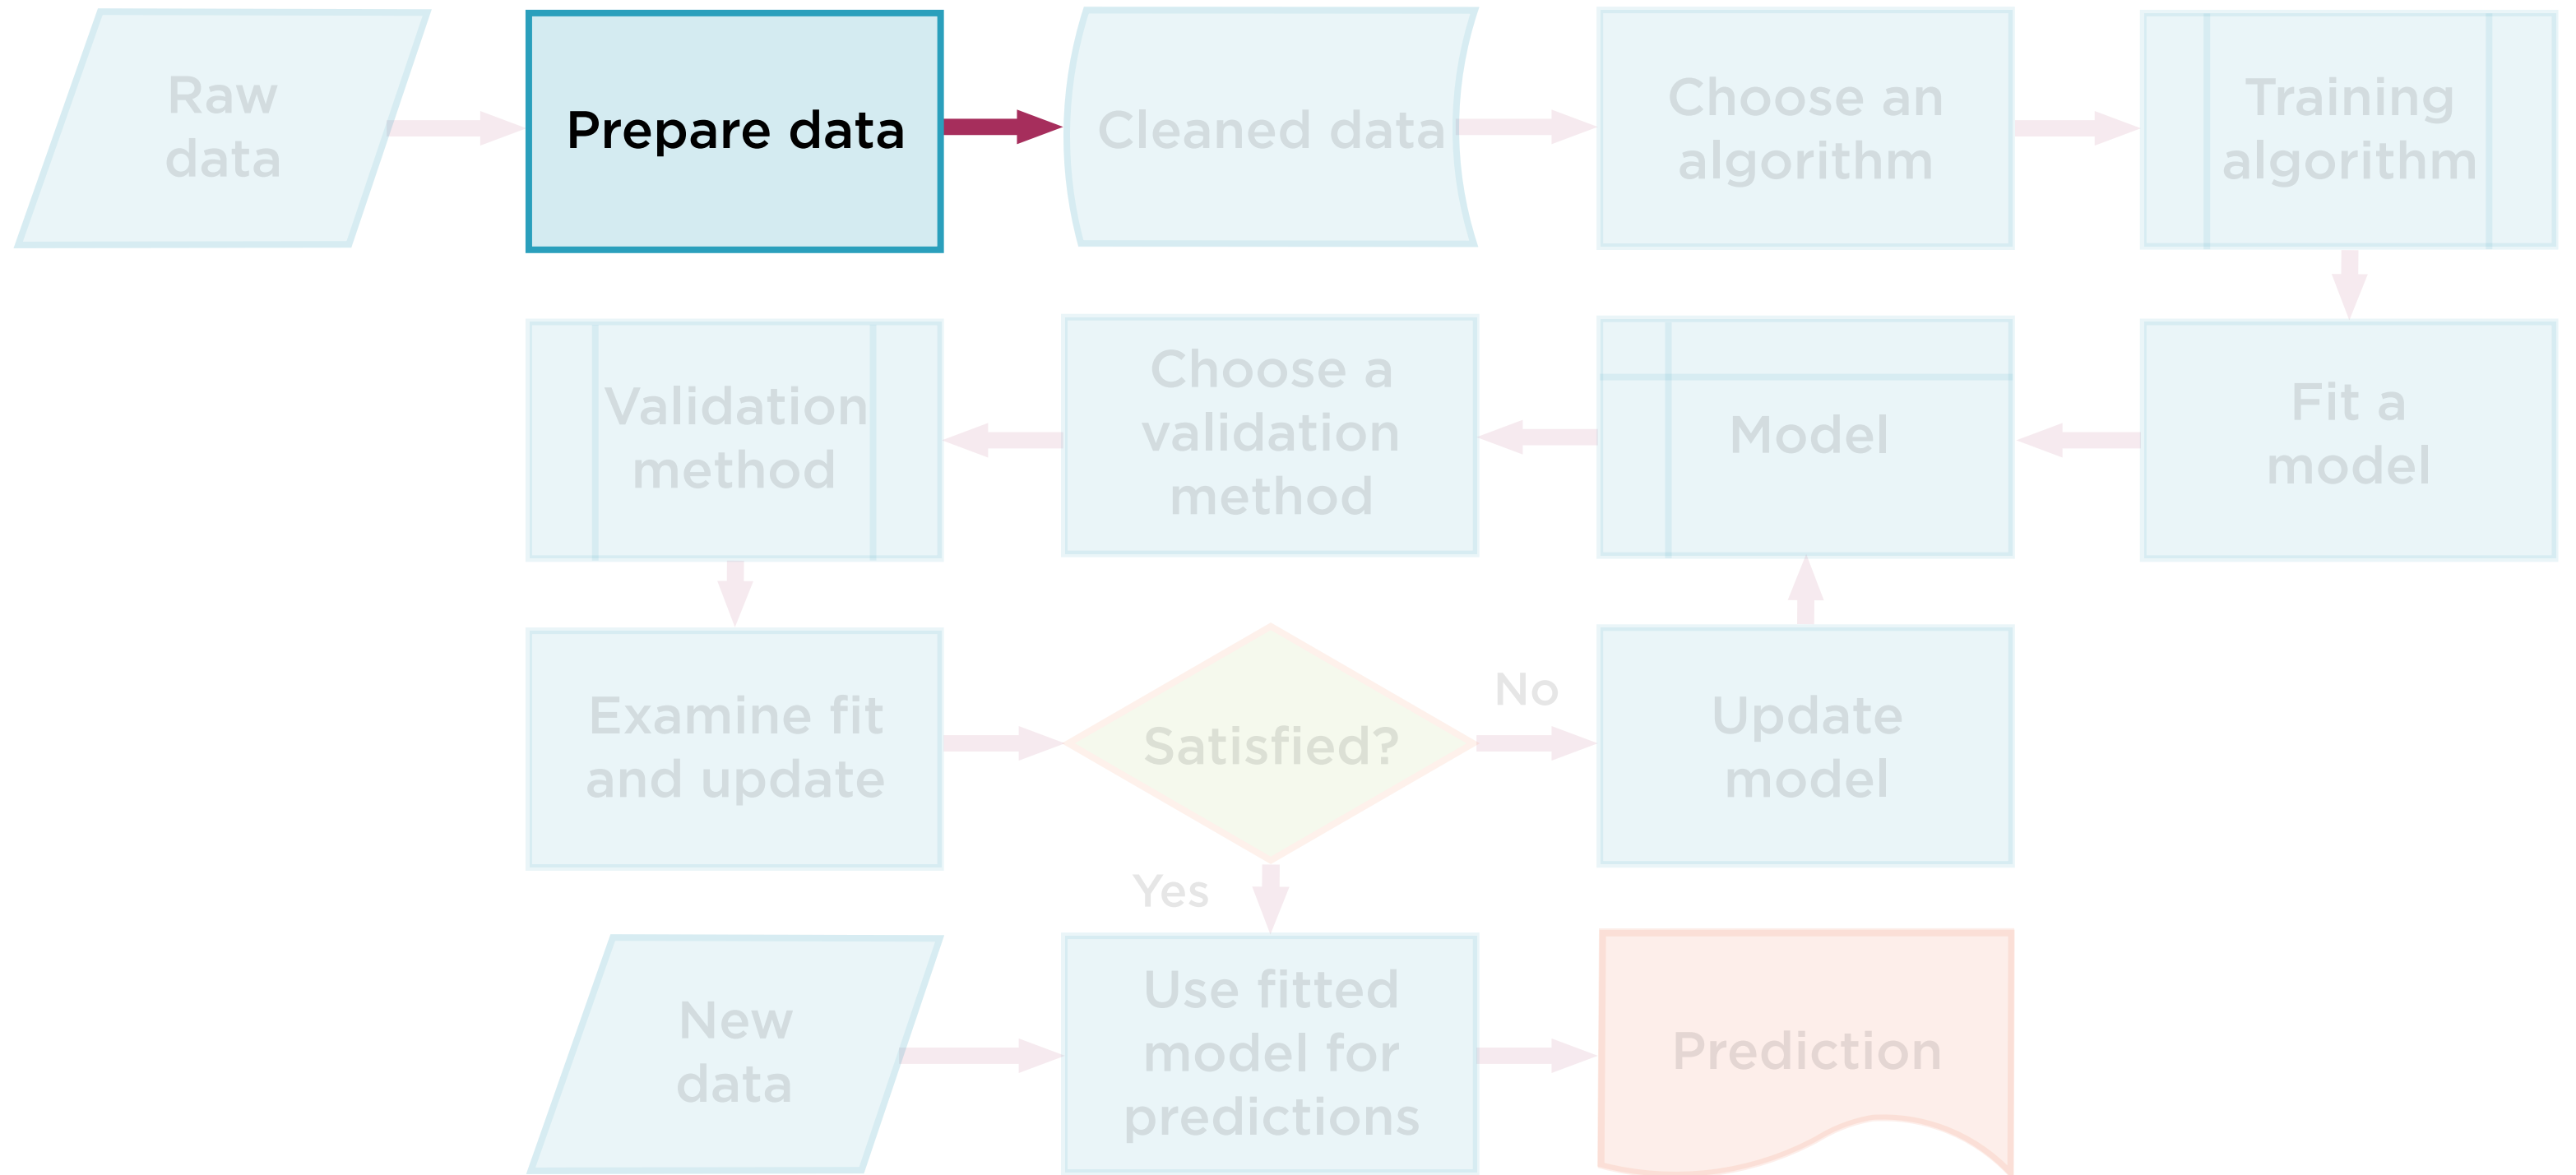 Raw
data
Prepare data
Cleaned data
Choose an
algorithm
Training
algorithm
Validation
method
Choose a
validation
method
Model
Fit a
model
Examine fit
and update
Satisfied?
No
Update
model
Yes
New
data
Use fitted
model for
predictions
Prediction